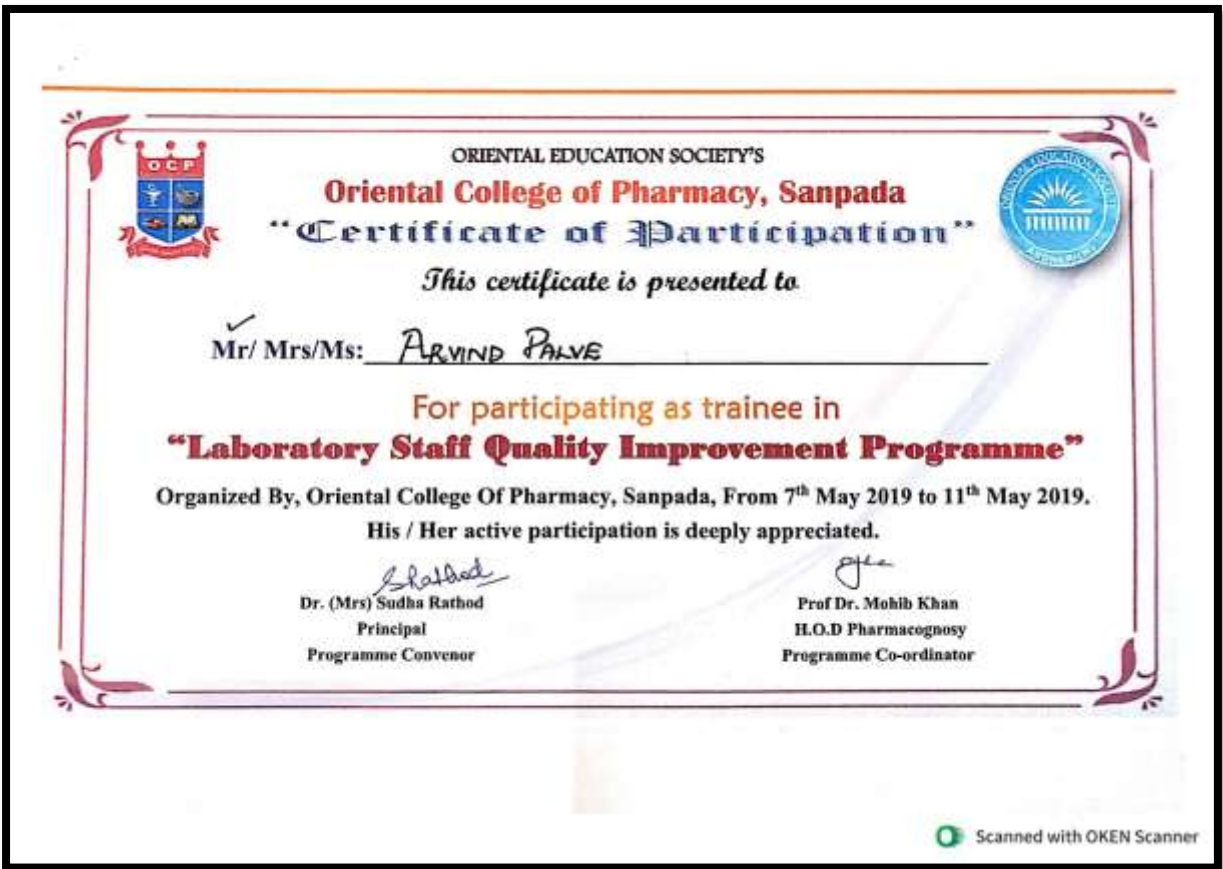 ORIENTAL EDUCATION SOCIETY'S
OCP
Oriental College of Pharmacy, Sanpada
"Certificate of Participation"
This certificate is presented to
Mr/ Mrs/Ms: ARVIND PALVE
For participating as trainee in
"Laboratory Staff Quality Improvement Programme"
Organized By, Oriental College Of Pharmacy, Sanpada, From 7th May 2019 to 11th May 2019.
His / Her active participation is deeply appreciated.
Dr. (Mrs) Sudha Rathod
Principal
Programme Convenor
Prof Dr. Mohib Khan
H.O.D Pharmacognosy
Programme Co-ordinator
Scanned with OKEN Scanner